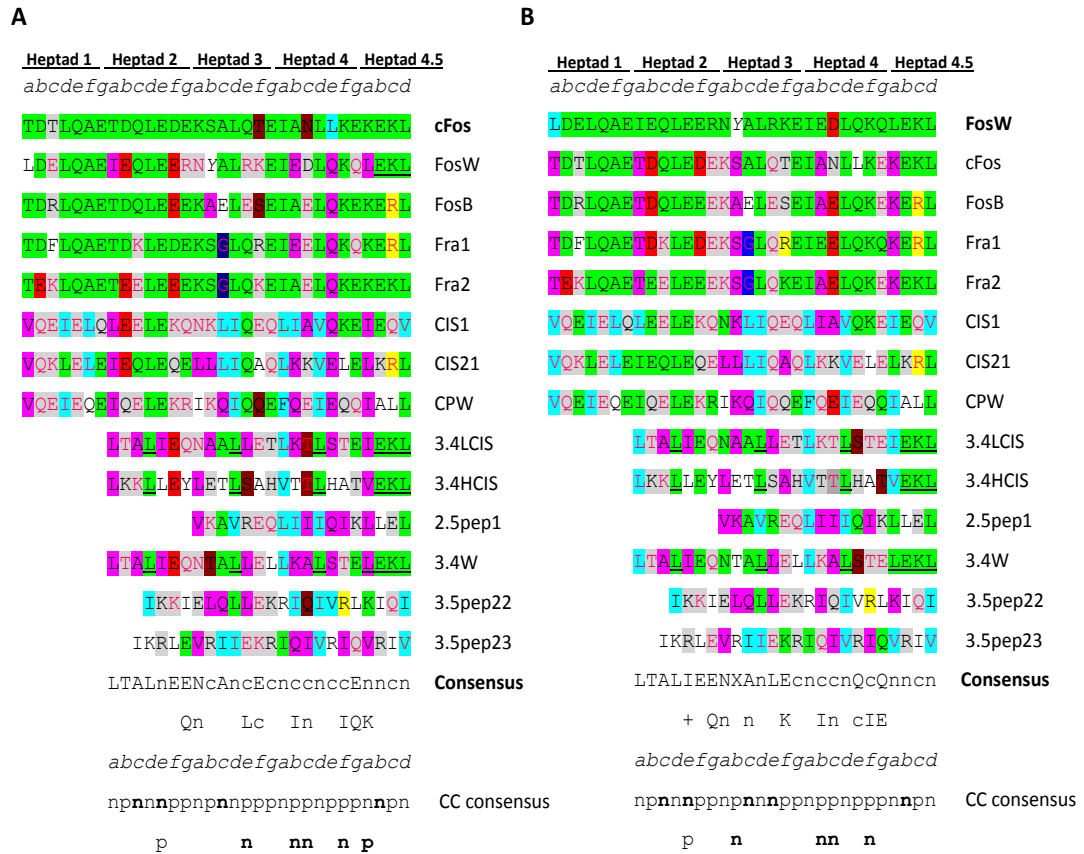 A
Heptad 1 Heptad 2 Heptad 3 Heptad 4 Heptad 4.5
abcdefgabcdefgabcdefgabcdefgabcd
TDTLQAETDQLEDEKSALQTEIANLLKEKEKL cFos
LDELQAEIEQLEERNYALRKEIEDLQKQLEKL FosW
TDRLQAETDQLEEEKAELESEIAELQKEKERL FosB
TDFLQAETDKLEDEKSGLQREIEELQKQKERL Fra1
TEKLQAETEELEEEKSGLQKEIAELQKEKEKL Fra2
VQEIELQLEELEKQNKLIQEQLIAVQKEIEQV CIS1
VQKLELEIEQLEQELLLIQAQLKKVELELKRL CIS21
VQEIEQEIQELEKRIKQIQQEFQEIEQQIALL CPW
LTALIEQNAALLETLKTLSTEIEKL 3.4LCIS
LKKLLEYLETLSAHVTTLHATVEKL 3.4HCIS
VKAVREQLIIIQIKLLEL 2.5pep1
LTALIEQNTALLELLKALSTELEKL 3.4W
IKKIELQLLEKRIQIVRLKIQI 3.5pep22
IKRLEVRIIEKRIQIVRIQVRIV 3.5pep23
LTALnEENcAncEcnccnccEnncn Consensus
Qn Lc In IQK
abcdefgabcdefgabcdefgabcd
CC consensus
p n nn n p
B
Heptad 1 Heptad 2 Heptad 3 Heptad 4 Heptad 4.5
abcdefgabcdefgabcdefgabcdefgabcd
LDELQAEIEQLEERNYALRKEIEDLQKQLEKL FosW
TDTLQAETDQLEDEKSALQTEIANLLKEKEKL cFos
TDRLQAETDQLEEEKAELESEIAELQKEKERL FosB
TDFLQAETDKLEDEKSGLQREIEELQKQKERL Fra1
TEKLQAETEELEEEKSGLQKEIAELQKEKEKL Fra2
VQEIELQLEELEKQNKLIQEQLIAVQKEIEQV CIS1
VQKLELEIEQLEQELLLIQAQLKKVELELKRL CIS21
VQEIEQEIQELEKRIKQIQQEFQEIEQQIALL CPW
LTALIEQNAALLETLKTLSTEIEKL 3.4LCIS
LKKLLEYLETLSAHVTTLHATVEKL 3.4HCIS
VKAVREQLIIIQIKLLEL 2.5pep1
LTALIEQNTALLELLKALSTELEKL 3.4W
IKKIELQLLEKRIQIVRLKIQI 3.5pep22
IKRLEVRIIEKRIQIVRIQVRIV 3.5pep23
LTALIEENXAnLEcnccnQcQnncn Consensus
+ Qn n K In cIE
abcdefgabcdefgabcdefgabcd
CC consensus
p n nn n